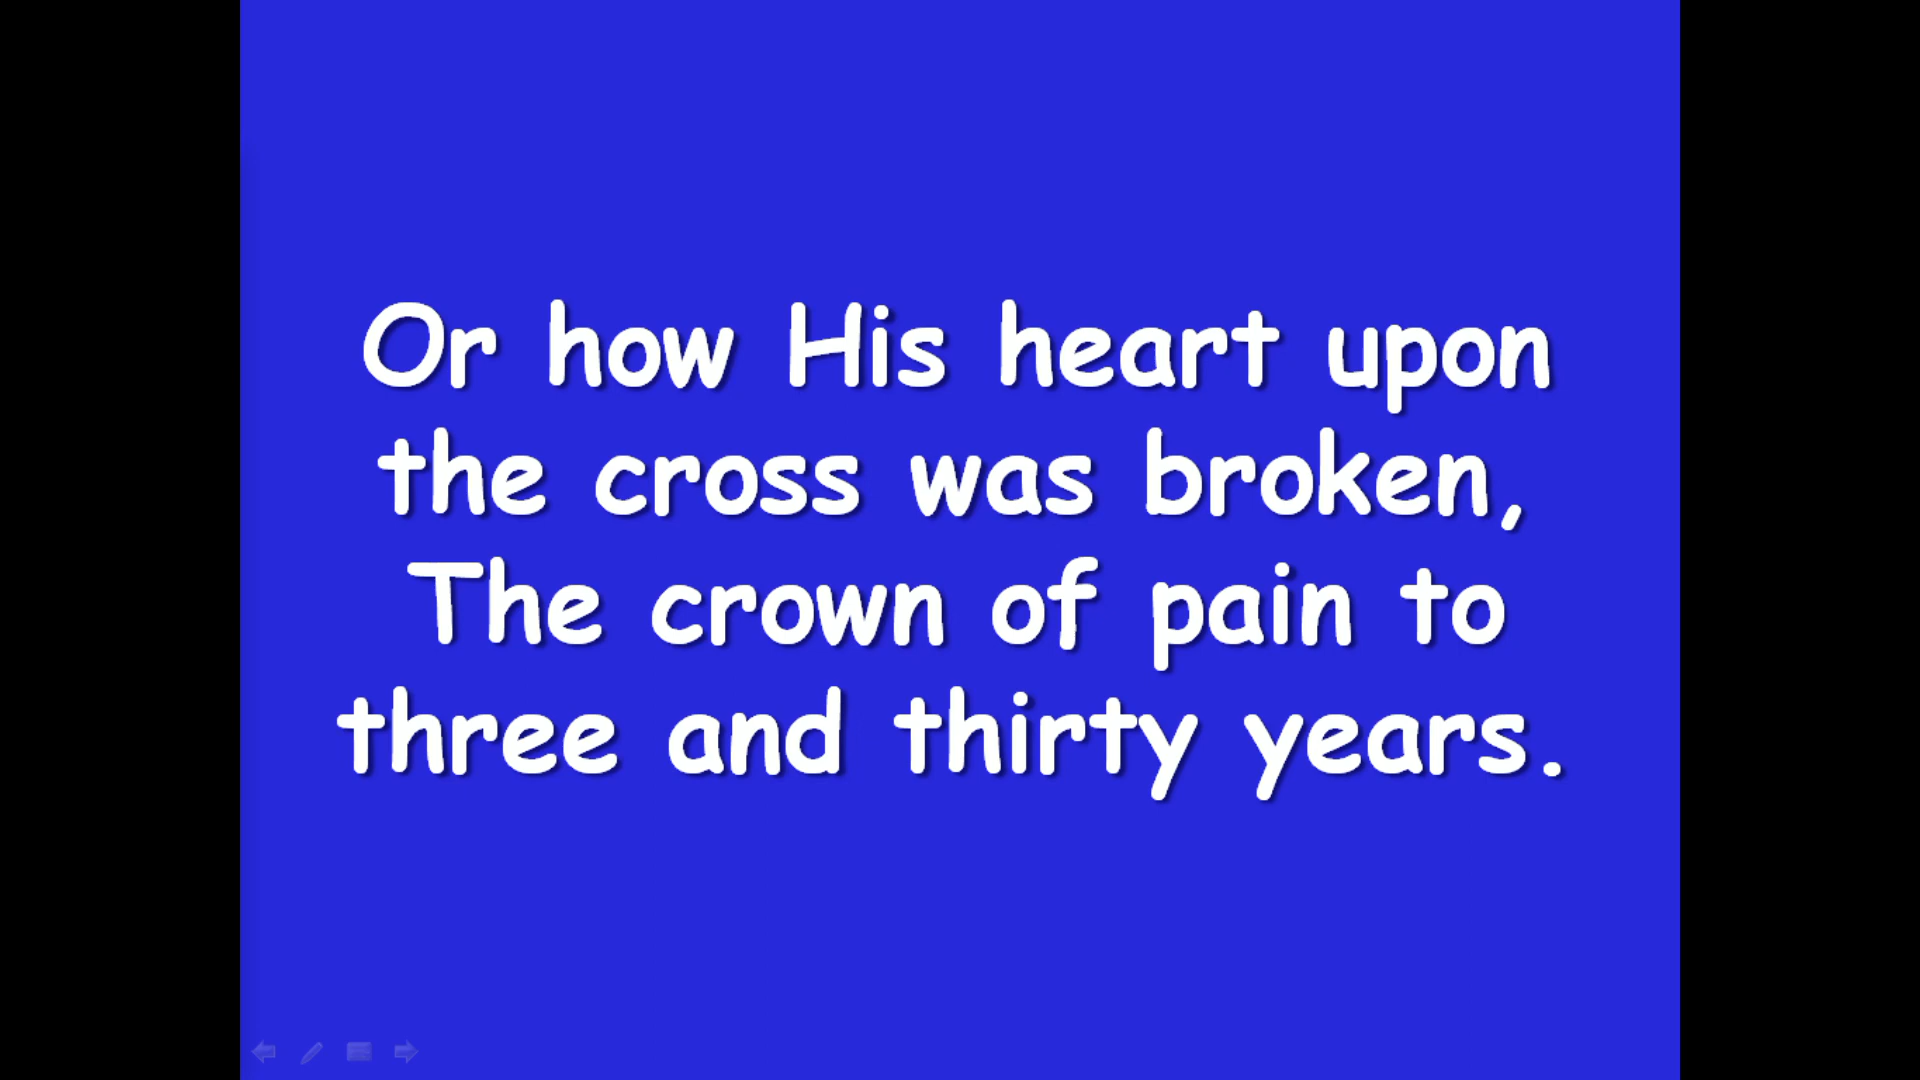 Or how His heart upon
the cross was broken,
The crown of pain to
three and thirty years.